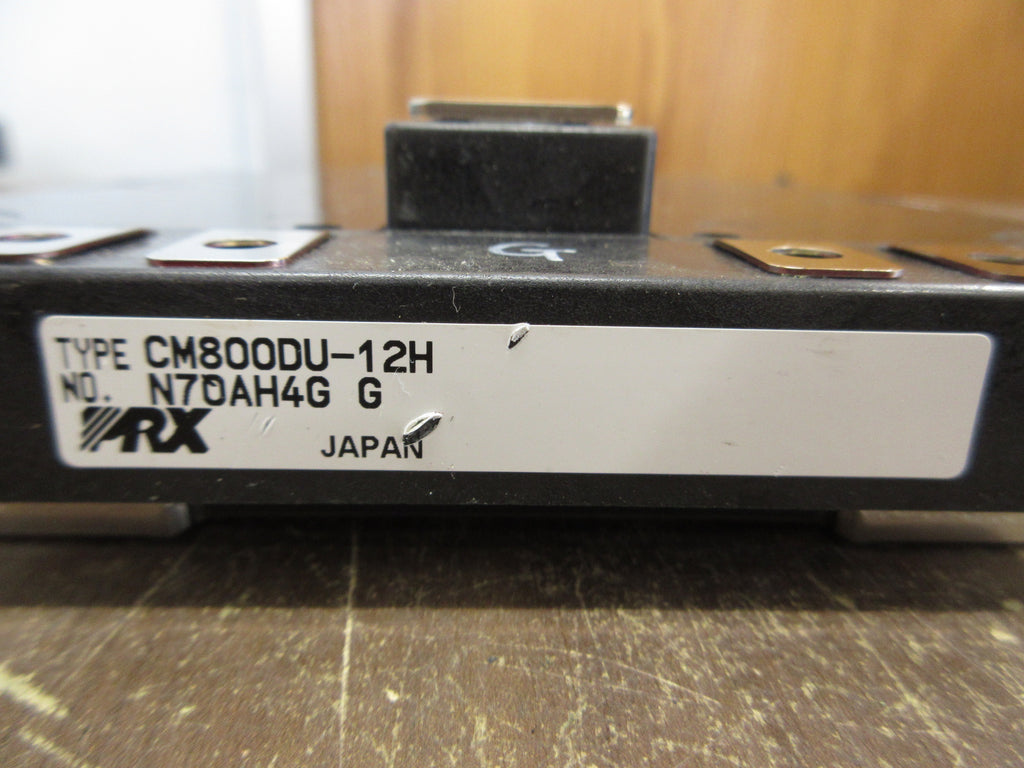 G
TYPE CM800DU-12H
NO. N70AH4G G
PRX
JAPAN